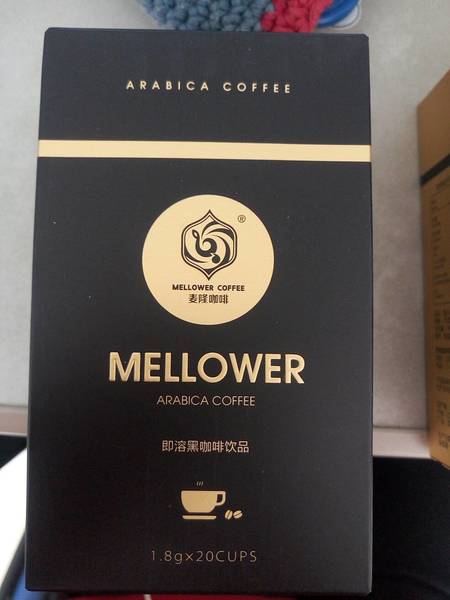 ARABICA COFFEE
®
MELLOWER COFFEE
麦隆咖啡
MELLOWER
ARABICA COFFEE
即溶黑咖啡饮品
1.8g×20CUPS